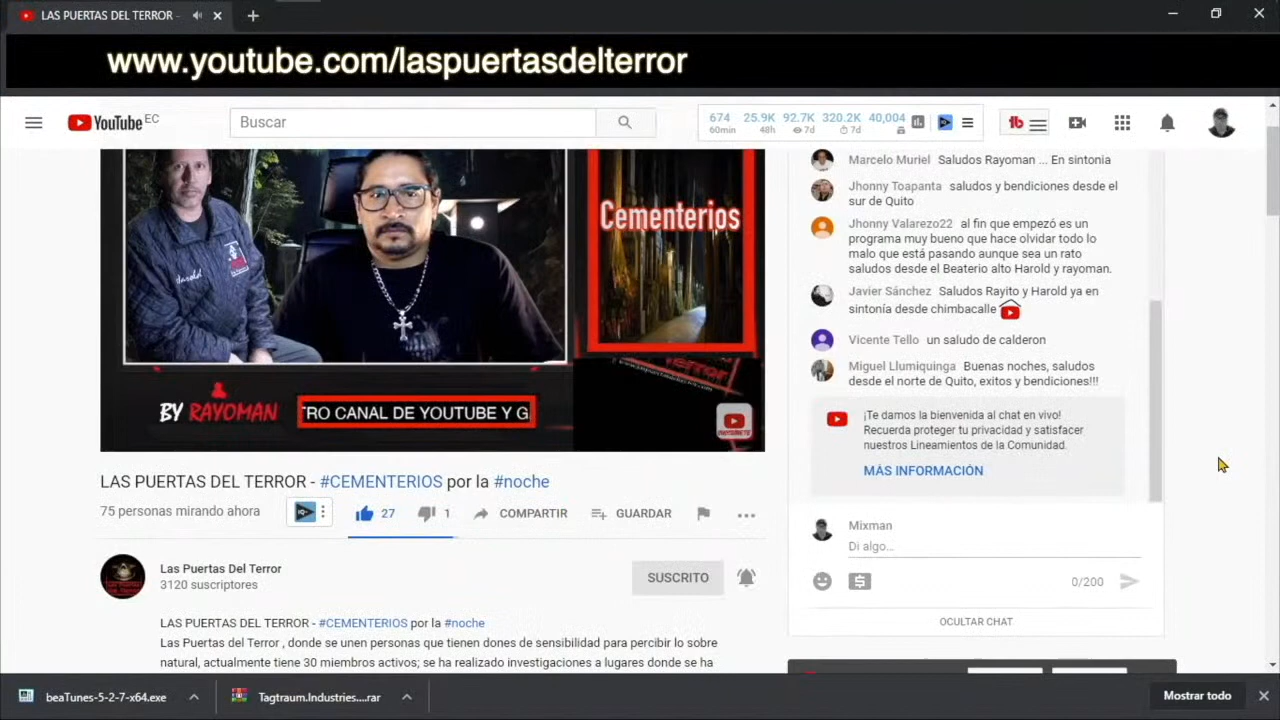 LAS PUERTAS DEL TERROR -
www.youtube.com/laspuertasdelterror
YouTube EC
Buscar
674 25.9K 92.7K 320.2K 40,004
60min 48h 7d 7d
Cementerios
BY RAYOMAN
TRO CANAL DE YOUTUBE Y G
LAS PUERTAS DEL TERROR - #CEMENTERIOS por la #noche
75 personas mirando ahora
27 1 COMPARTIR GUARDAR
Las Puertas Del Terror
3120 suscriptores
SUSCRITO
LAS PUERTAS DEL TERROR - #CEMENTERIOS por la #noche
Las Puertas del Terror , donde se unen personas que tienen dones de sensibilidad para percibir lo sobre
natural, actualmente tiene 30 miembros activos; se ha realizado investigaciones a lugares donde se ha
Marcelo Muriel Saludos Rayoman ... En sintonia
Jhonny Toapanta saludos y bendiciones desde el
sur de Quito
Jhonny Valarezo22 al fin que empezó es un
programa muy bueno que hace olvidar todo lo
malo que está pasando aunque sea un rato
saludos desde el Beaterio alto Harold y rayoman.
Javier Sánchez Saludos Rayito y Harold ya en
sintonía desde chimbacalle
Vicente Tello un saludo de calderon
Miguel Llumiquinga Buenas noches, saludos
desde el norte de Quito, exitos y bendiciones!!!
¡Te damos la bienvenida al chat en vivo!
Recuerda proteger tu privacidad y satisfacer
nuestros Lineamientos de la Comunidad.
MÁS INFORMACIÓN
Mixman
Di algo...
0/200
OCULTAR CHAT
beaTunes-5-2-7-x64.exe
Tagtraum.Industries....rar
Mostrar todo